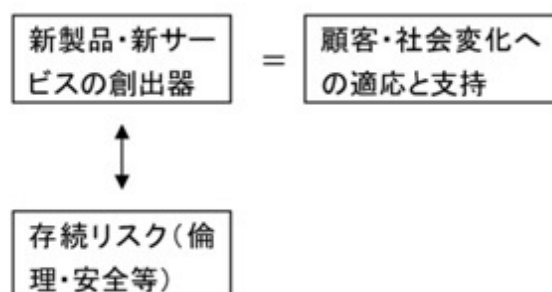 新製品・新サー
ビスの創出器
＝
顧客・社会変化へ
の適応と支持
存続リスク（倫
理・安全等）